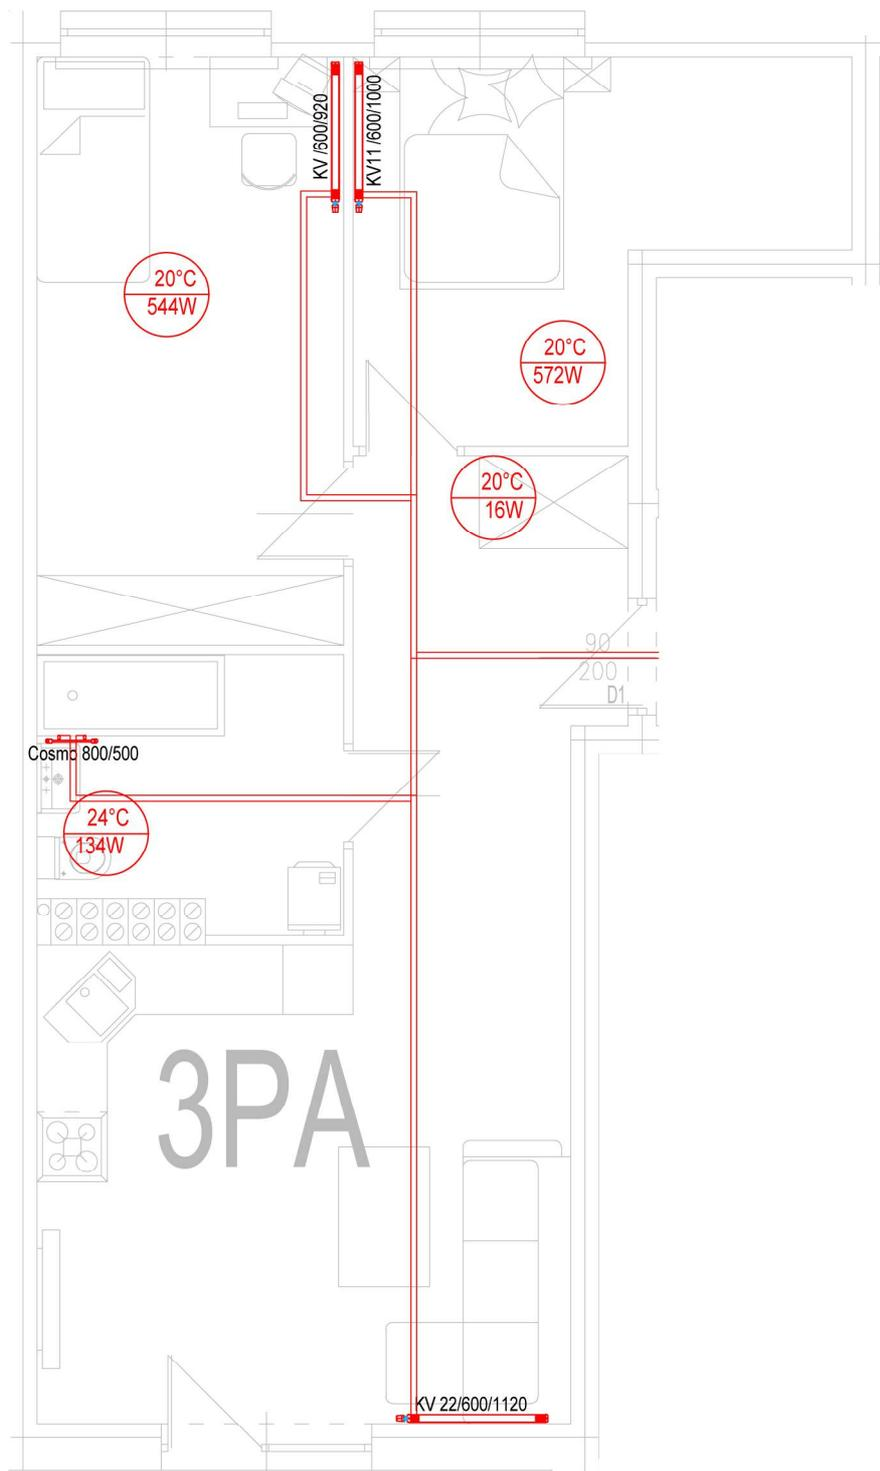 KV /600/920
KV11 /600/1000
20°C
544W
20°C
572W
20°C
16W
90
200
D1
Cosmo 800/500
24°C
134W
3PA
KV 22/600/1120